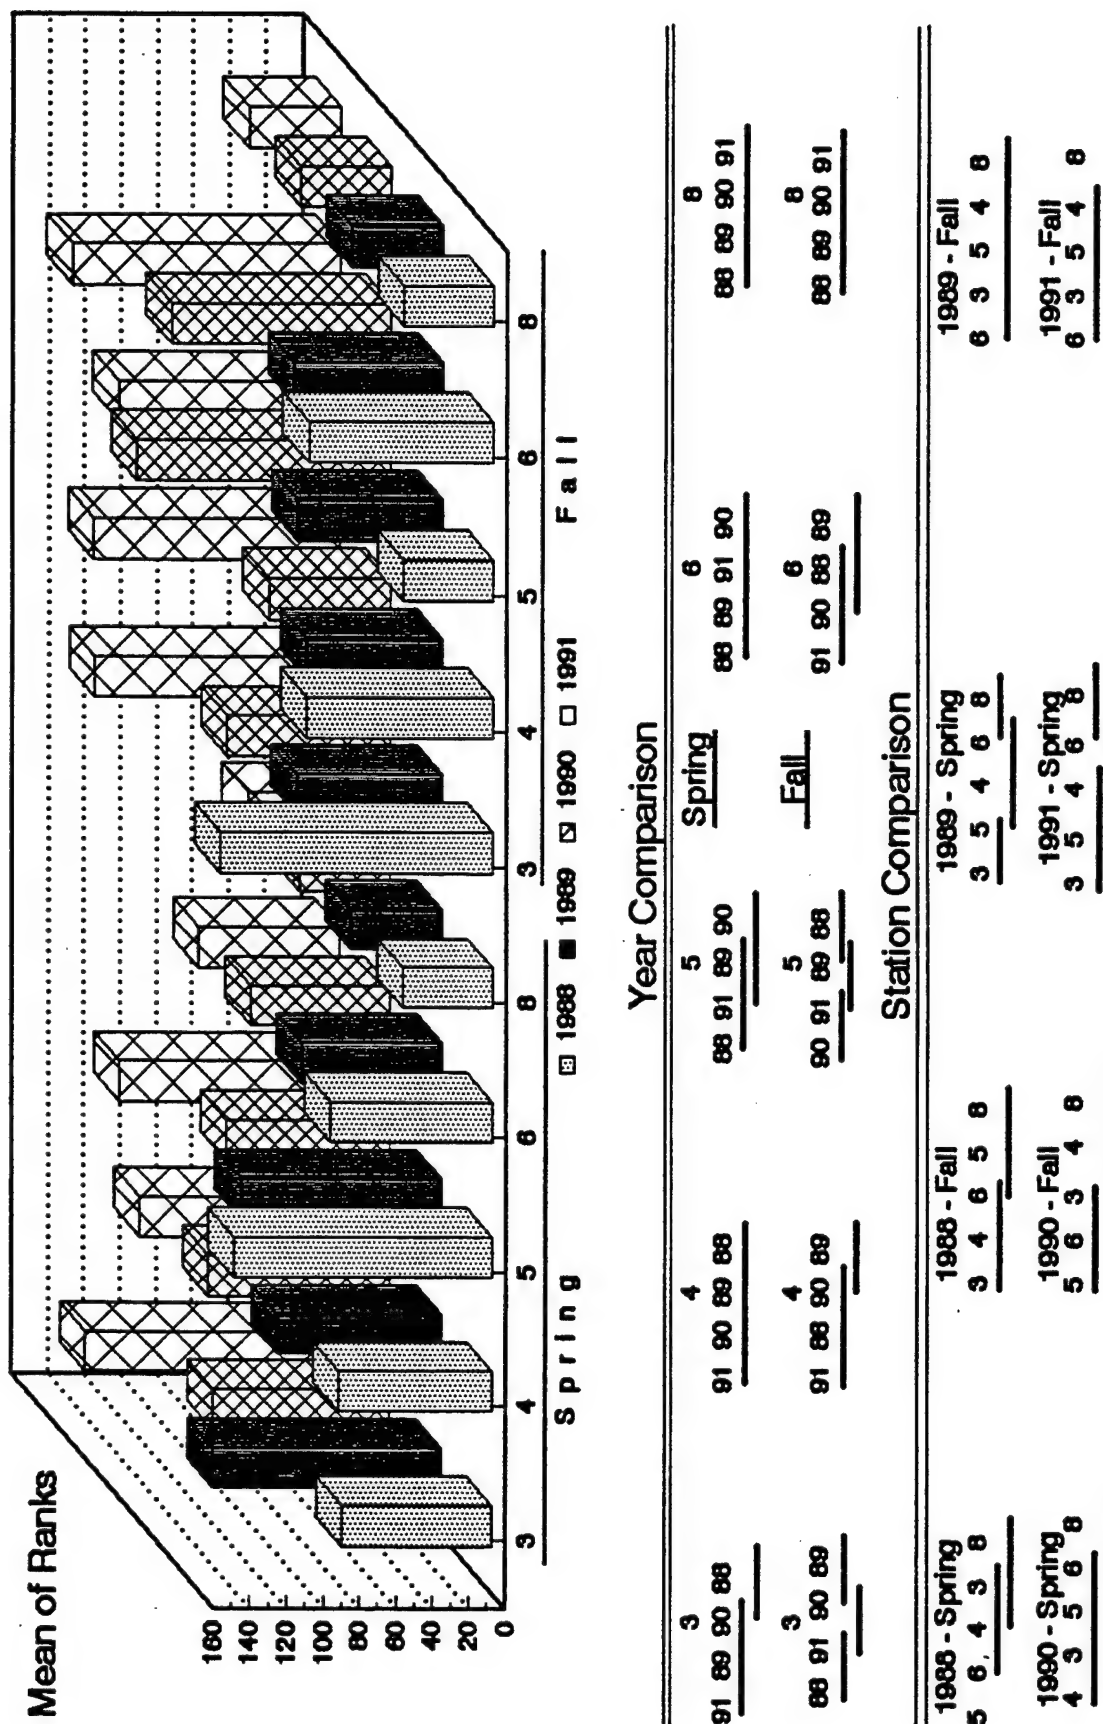 Mean of Ranks
160
140
120
100
80
60
40
20
0
3 4 5 6 8 3 4 5 6 8
Spring Fall
1988 1989 1990 1991
Year Comparison
Spring
3 4 5 6 8
91 89 90 88 91 90 89 88 88 91 89 90 88 89 91 90 88 89 90 91
Fall
3 4 5 6 8
88 91 90 89 91 88 90 89 90 91 89 88 91 90 88 89 88 89 90 91
Station Comparison
1988 - Spring 1988 - Fall 1989 - Spring 1989 - Fall
5 6 4 3 8 3 4 6 5 8 3 5 4 6 8 6 3 5 4 8
1990 - Spring 1990 - Fall 1991 - Spring 1991 - Fall
4 3 5 6 8 5 6 3 4 8 3 5 4 6 8 6 3 5 4 8